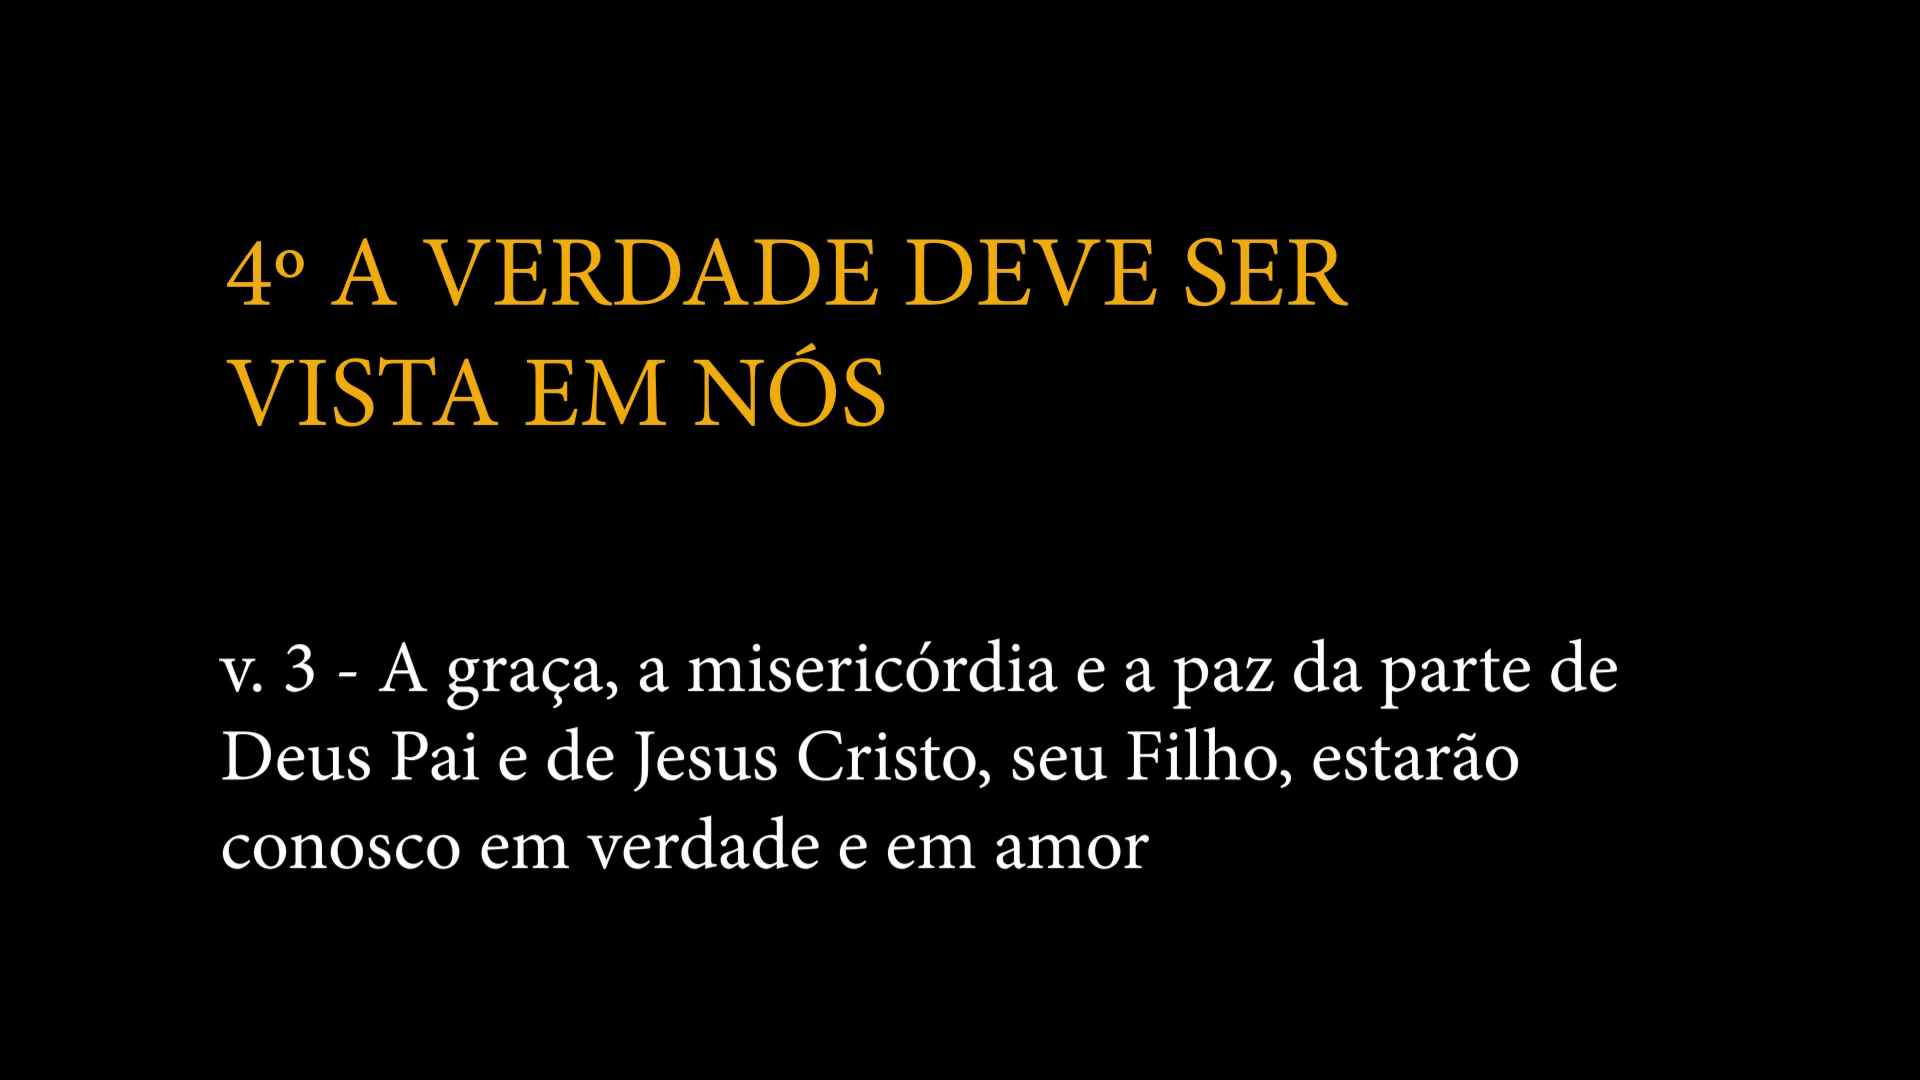 4º A VERDADE DEVE SER
VISTA EM NÓS
v. 3 - A graça, a misericórdia e a paz da parte de
Deus Pai e de Jesus Cristo, seu Filho, estarão
conosco em verdade e em amor